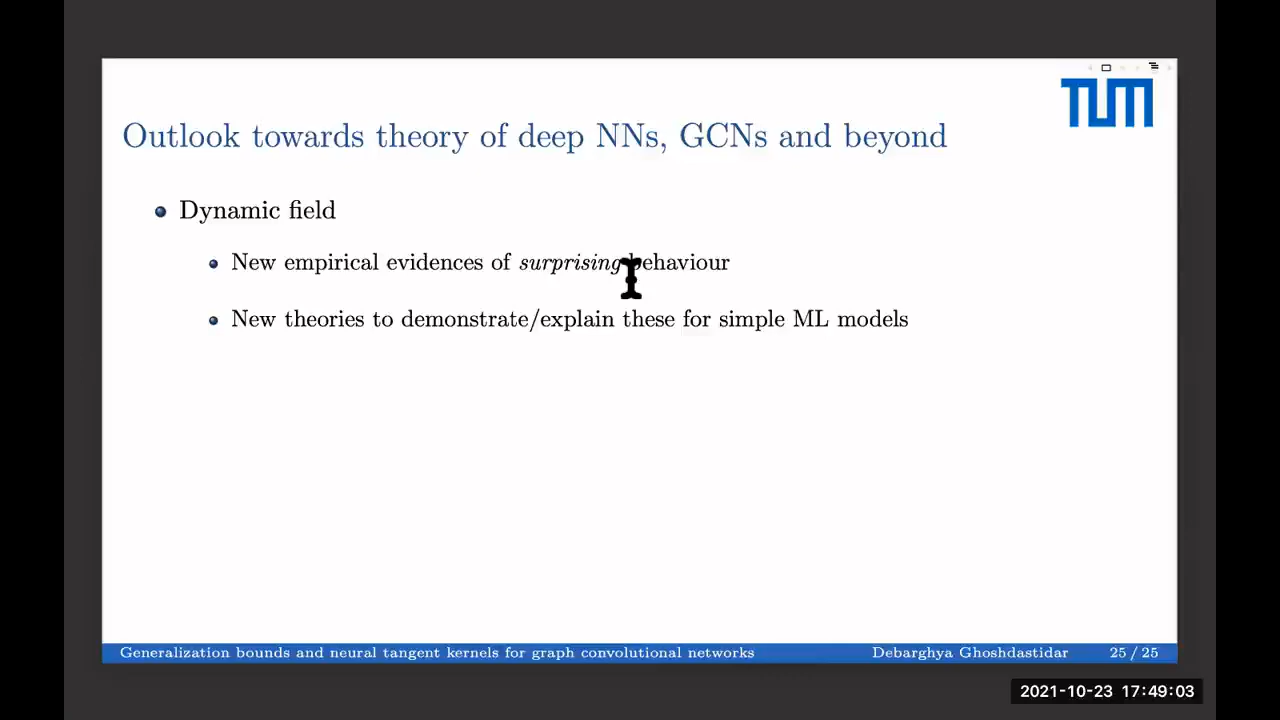 TUM
Outlook towards theory of deep NNs, GCNs and beyond
Dynamic field
New empirical evidences of surprising behaviour
New theories to demonstrate/explain these for simple ML models
Generalization bounds and neural tangent kernels for graph convolutional networks Debarghya Ghoshdastidar 25 / 25
2021-10-23 17:49:03